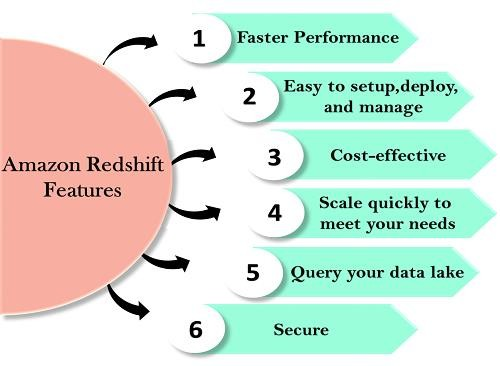 Amazon Redshift
Features
1
Faster Performance
2
Easy to setup,deploy,
and manage
3
Cost-effective
4
Scale quickly to
meet your needs
5
Query your data lake
6
Secure